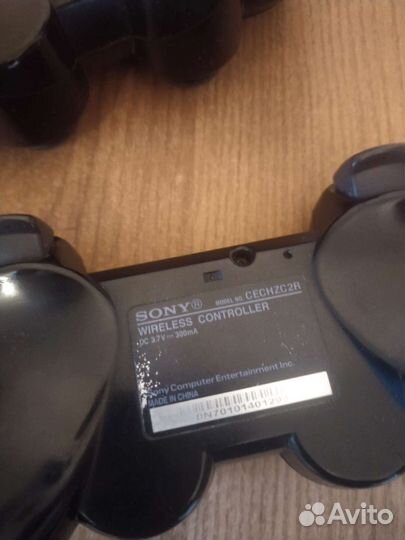 SONY® MODEL NO. CECHZC2R
WIRELESS CONTROLLER
DC 3.7V ⎓ 300mA
Sony Computer Entertainment Inc.
MADE IN CHINA
Avito